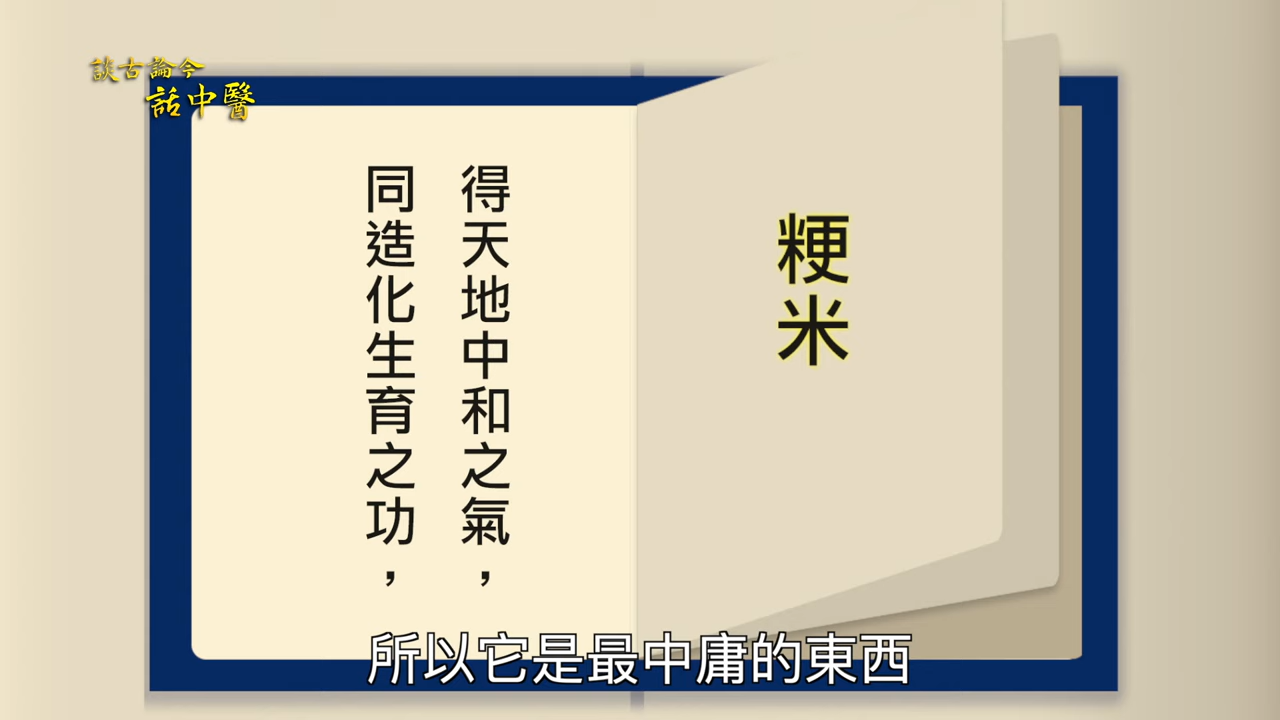 談古論今
話中醫
粳米
得天地中和之氣，
同造化生育之功，
所以它是最中庸的東西